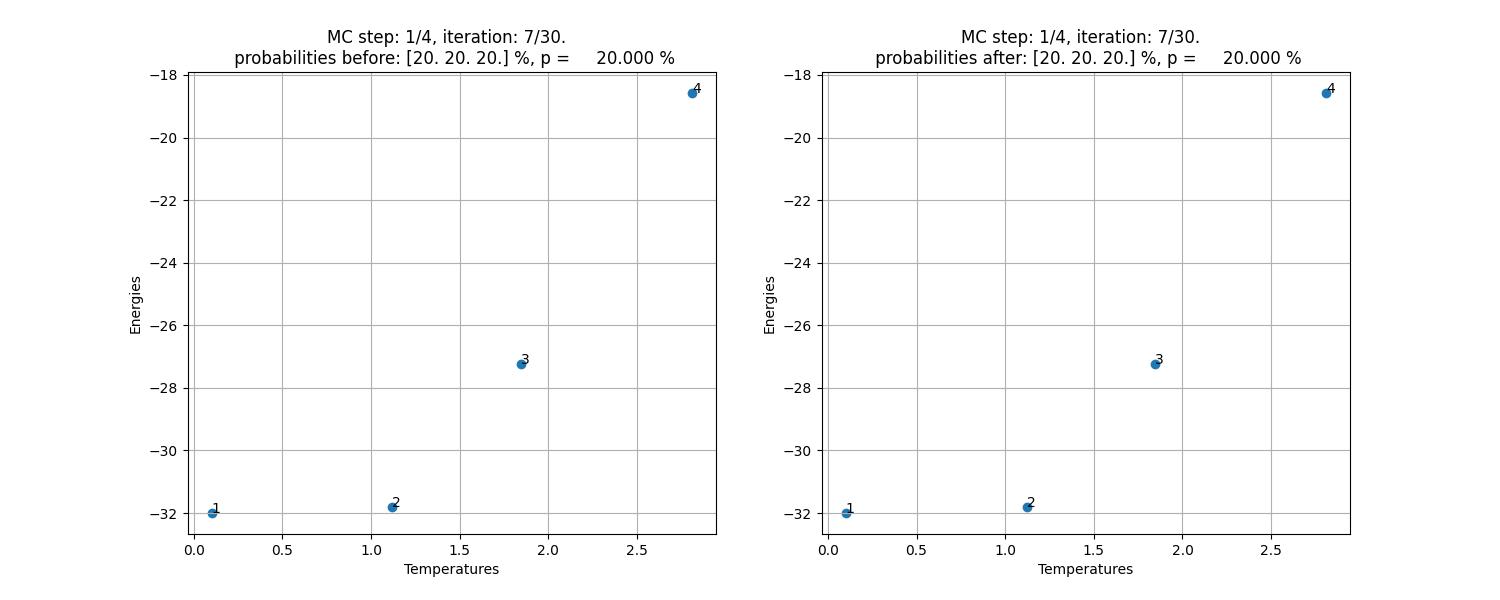 MC step: 1/4, iteration: 7/30.
probabilities before: [20. 20. 20.] %, p =     20.000 %
−18
−20
−22
−24
−26
−28
−30
−32
Energies
4
3
2
1
0.0 0.5 1.0 1.5 2.0 2.5
Temperatures
MC step: 1/4, iteration: 7/30.
probabilities after: [20. 20. 20.] %, p =     20.000 %
−18
−20
−22
−24
−26
−28
−30
−32
Energies
4
3
2
1
0.0 0.5 1.0 1.5 2.0 2.5
Temperatures